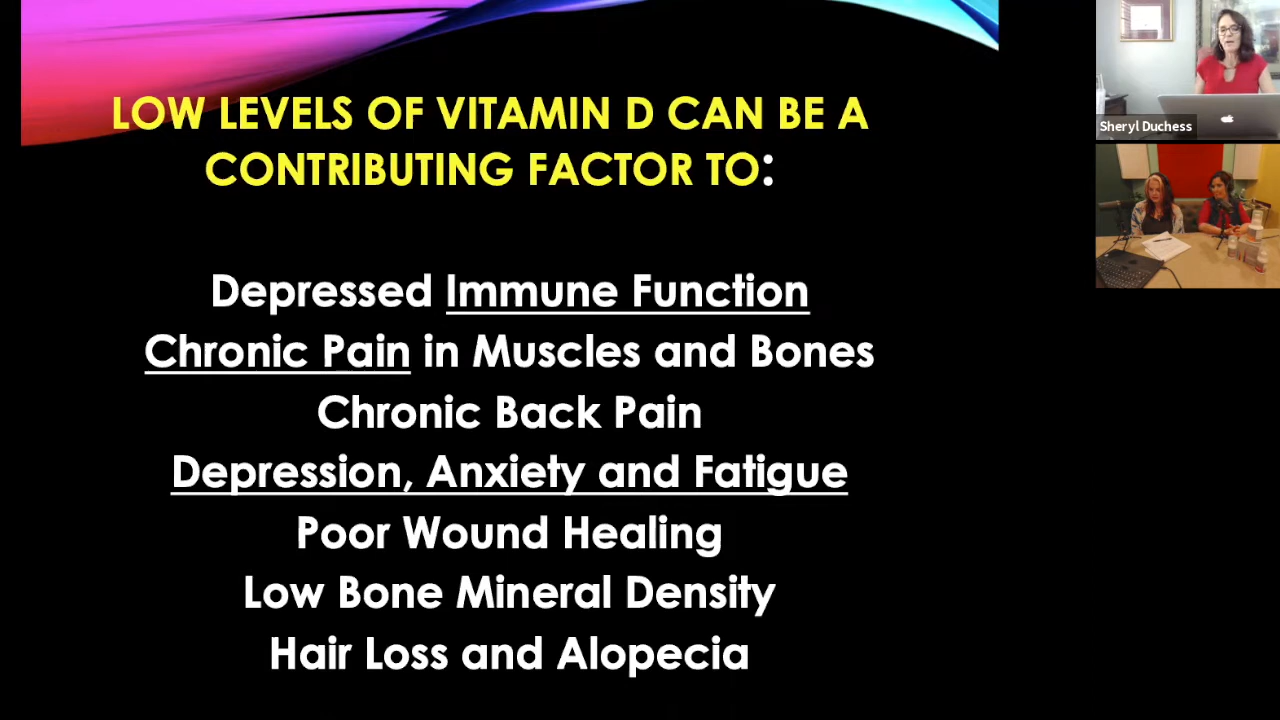 LOW LEVELS OF VITAMIN D CAN BE A
CONTRIBUTING FACTOR TO:
Depressed Immune Function
Chronic Pain in Muscles and Bones
Chronic Back Pain
Depression, Anxiety and Fatigue
Poor Wound Healing
Low Bone Mineral Density
Hair Loss and Alopecia
Sheryl Duchess